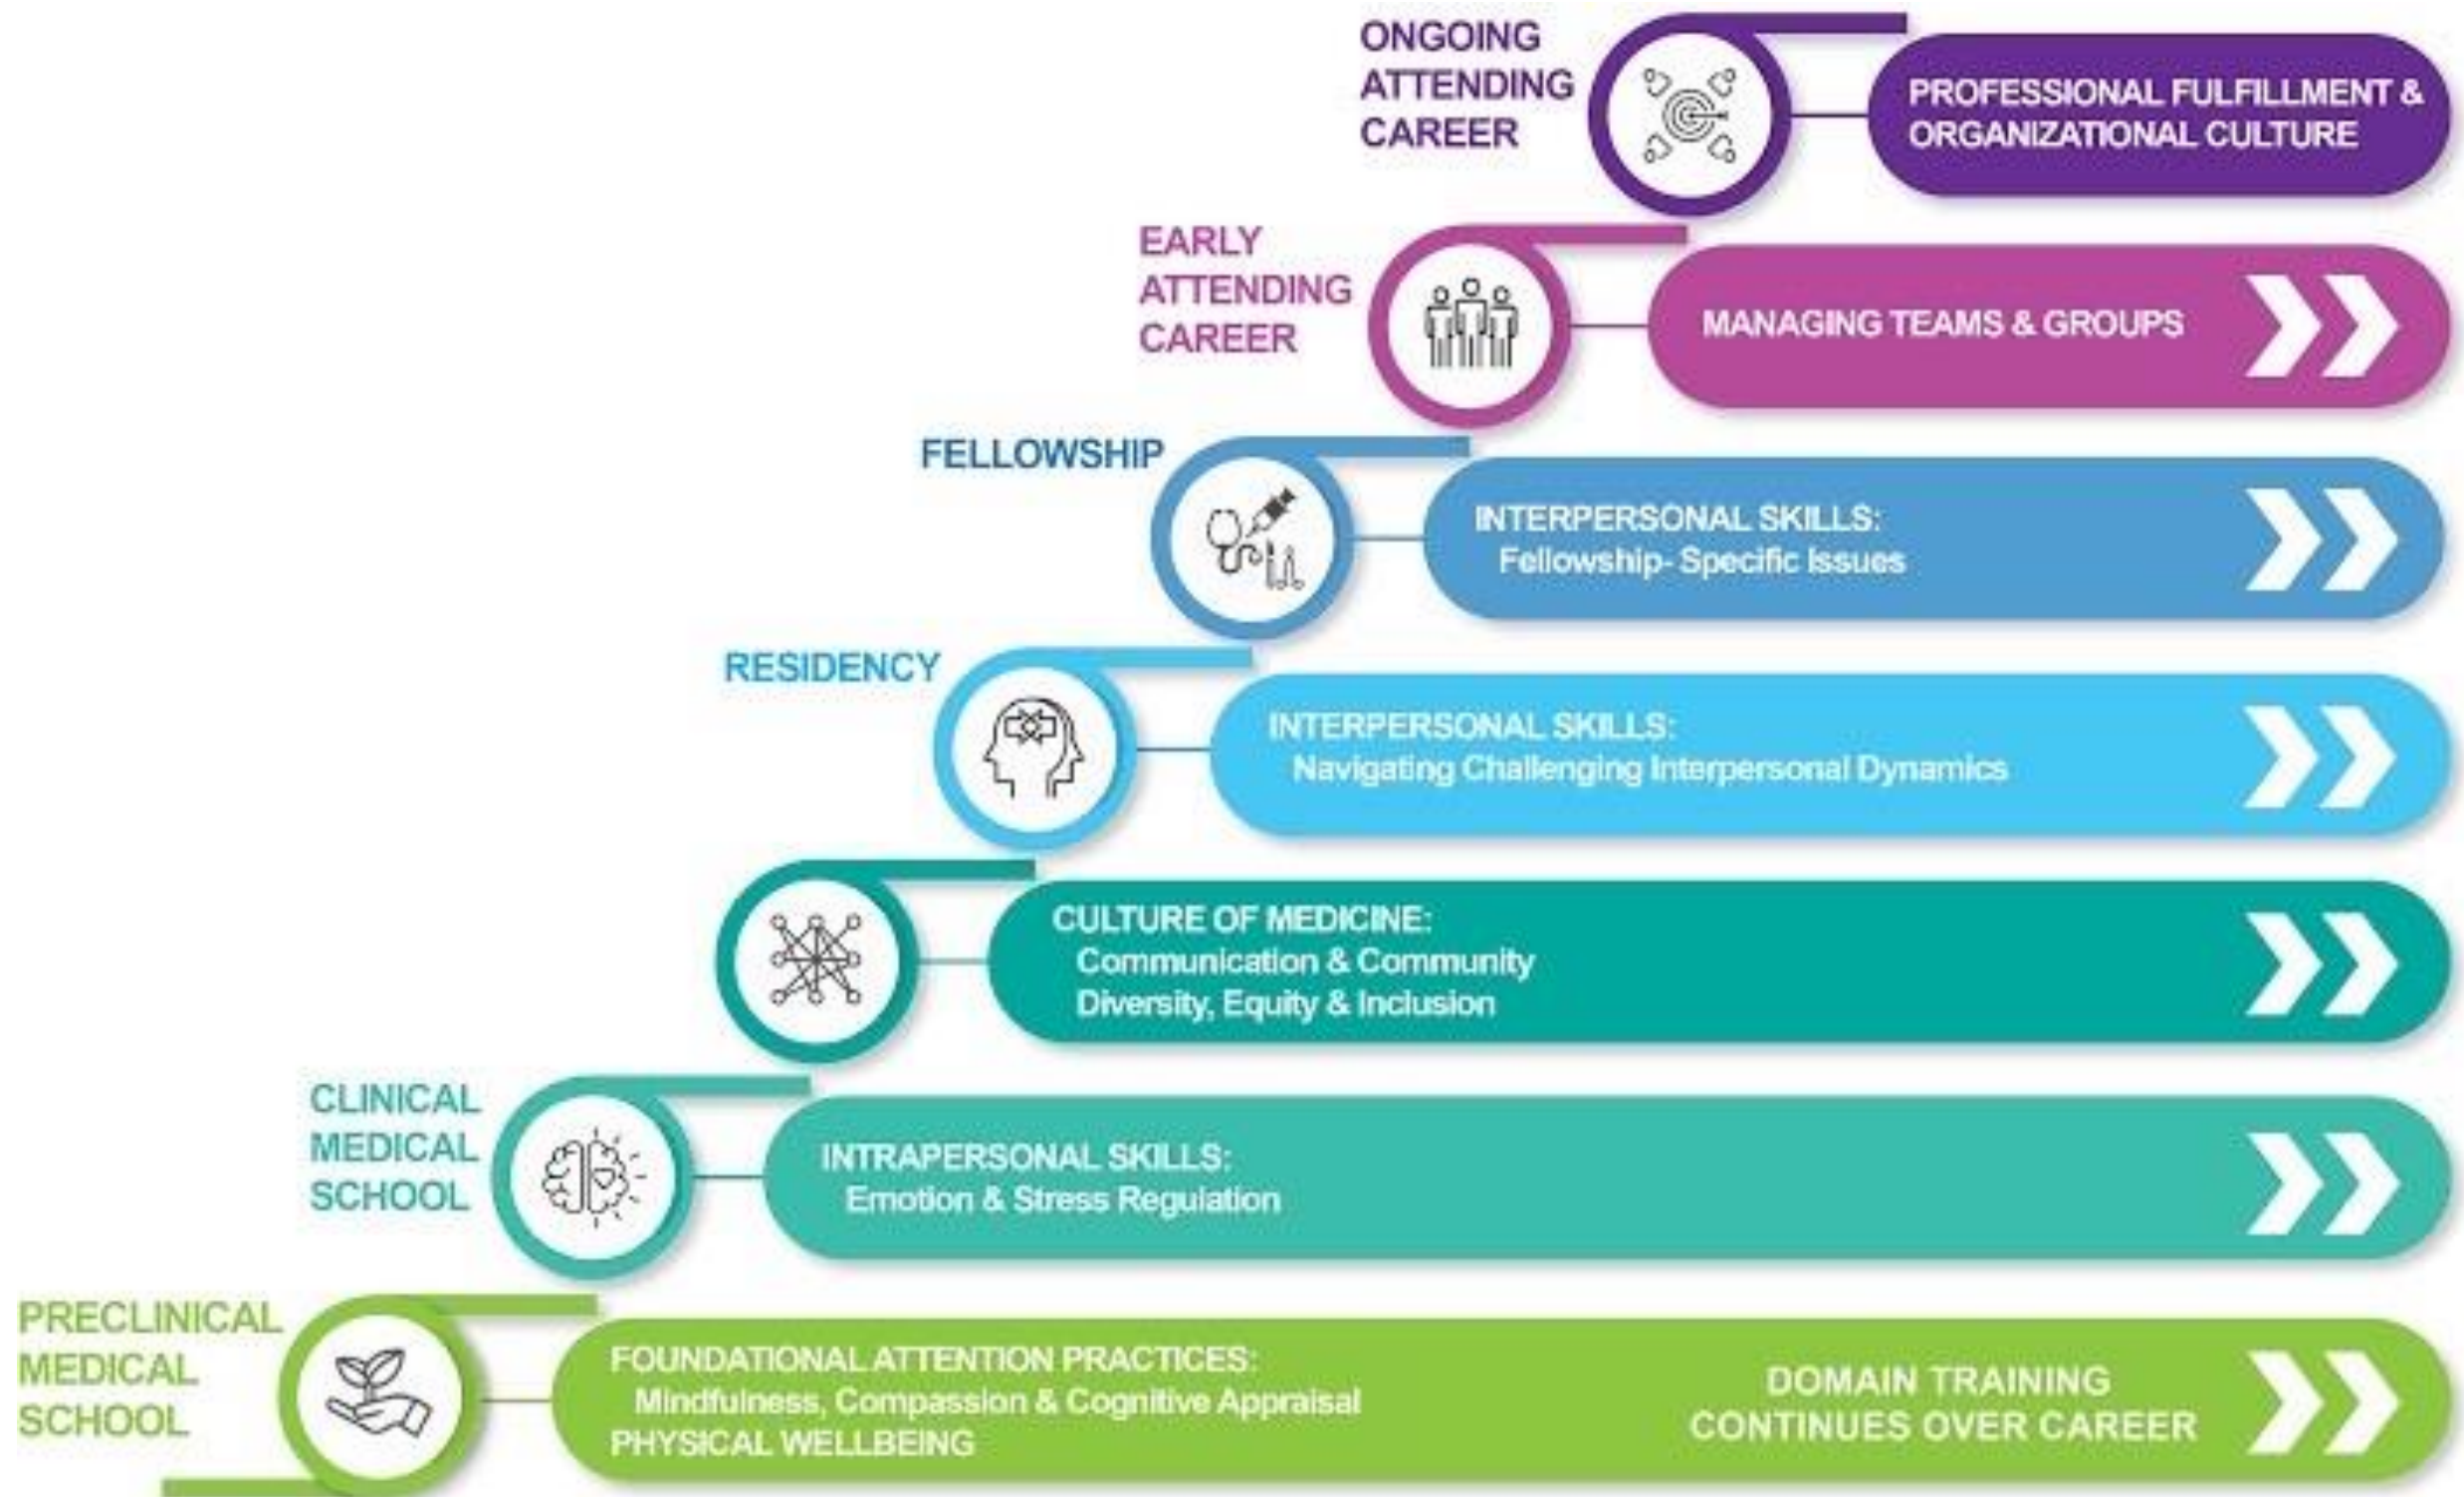 ONGOING
ATTENDING
CAREER
PROFESSIONAL FULFILLMENT &
ORGANIZATIONAL CULTURE
EARLY
ATTENDING
CAREER
MANAGING TEAMS & GROUPS
FELLOWSHIP
INTERPERSONAL SKILLS:
Fellowship- Specific Issues
RESIDENCY
INTERPERSONAL SKILLS:
Navigating Challenging Interpersonal Dynamics
CULTURE OF MEDICINE:
Communication & Community
Diversity, Equity & Inclusion
CLINICAL
MEDICAL
SCHOOL
INTRAPERSONAL SKILLS:
Emotion & Stress Regulation
PRECLINICAL
MEDICAL
SCHOOL
FOUNDATIONAL ATTENTION PRACTICES:
Mindfulness, Compassion & Cognitive Appraisal
PHYSICAL WELLBEING
DOMAIN TRAINING
CONTINUES OVER CAREER